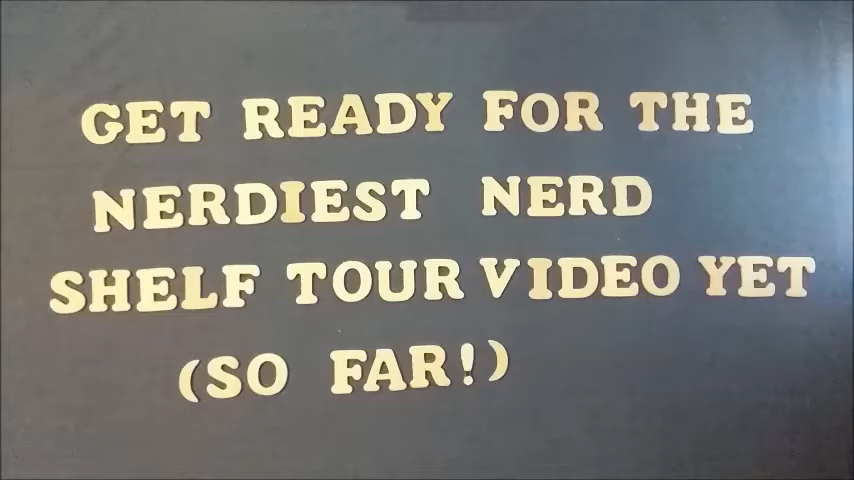 GET READY FOR THE
NERDIEST NERD
SHELF TOUR VIDEO YET
(SO FAR!)